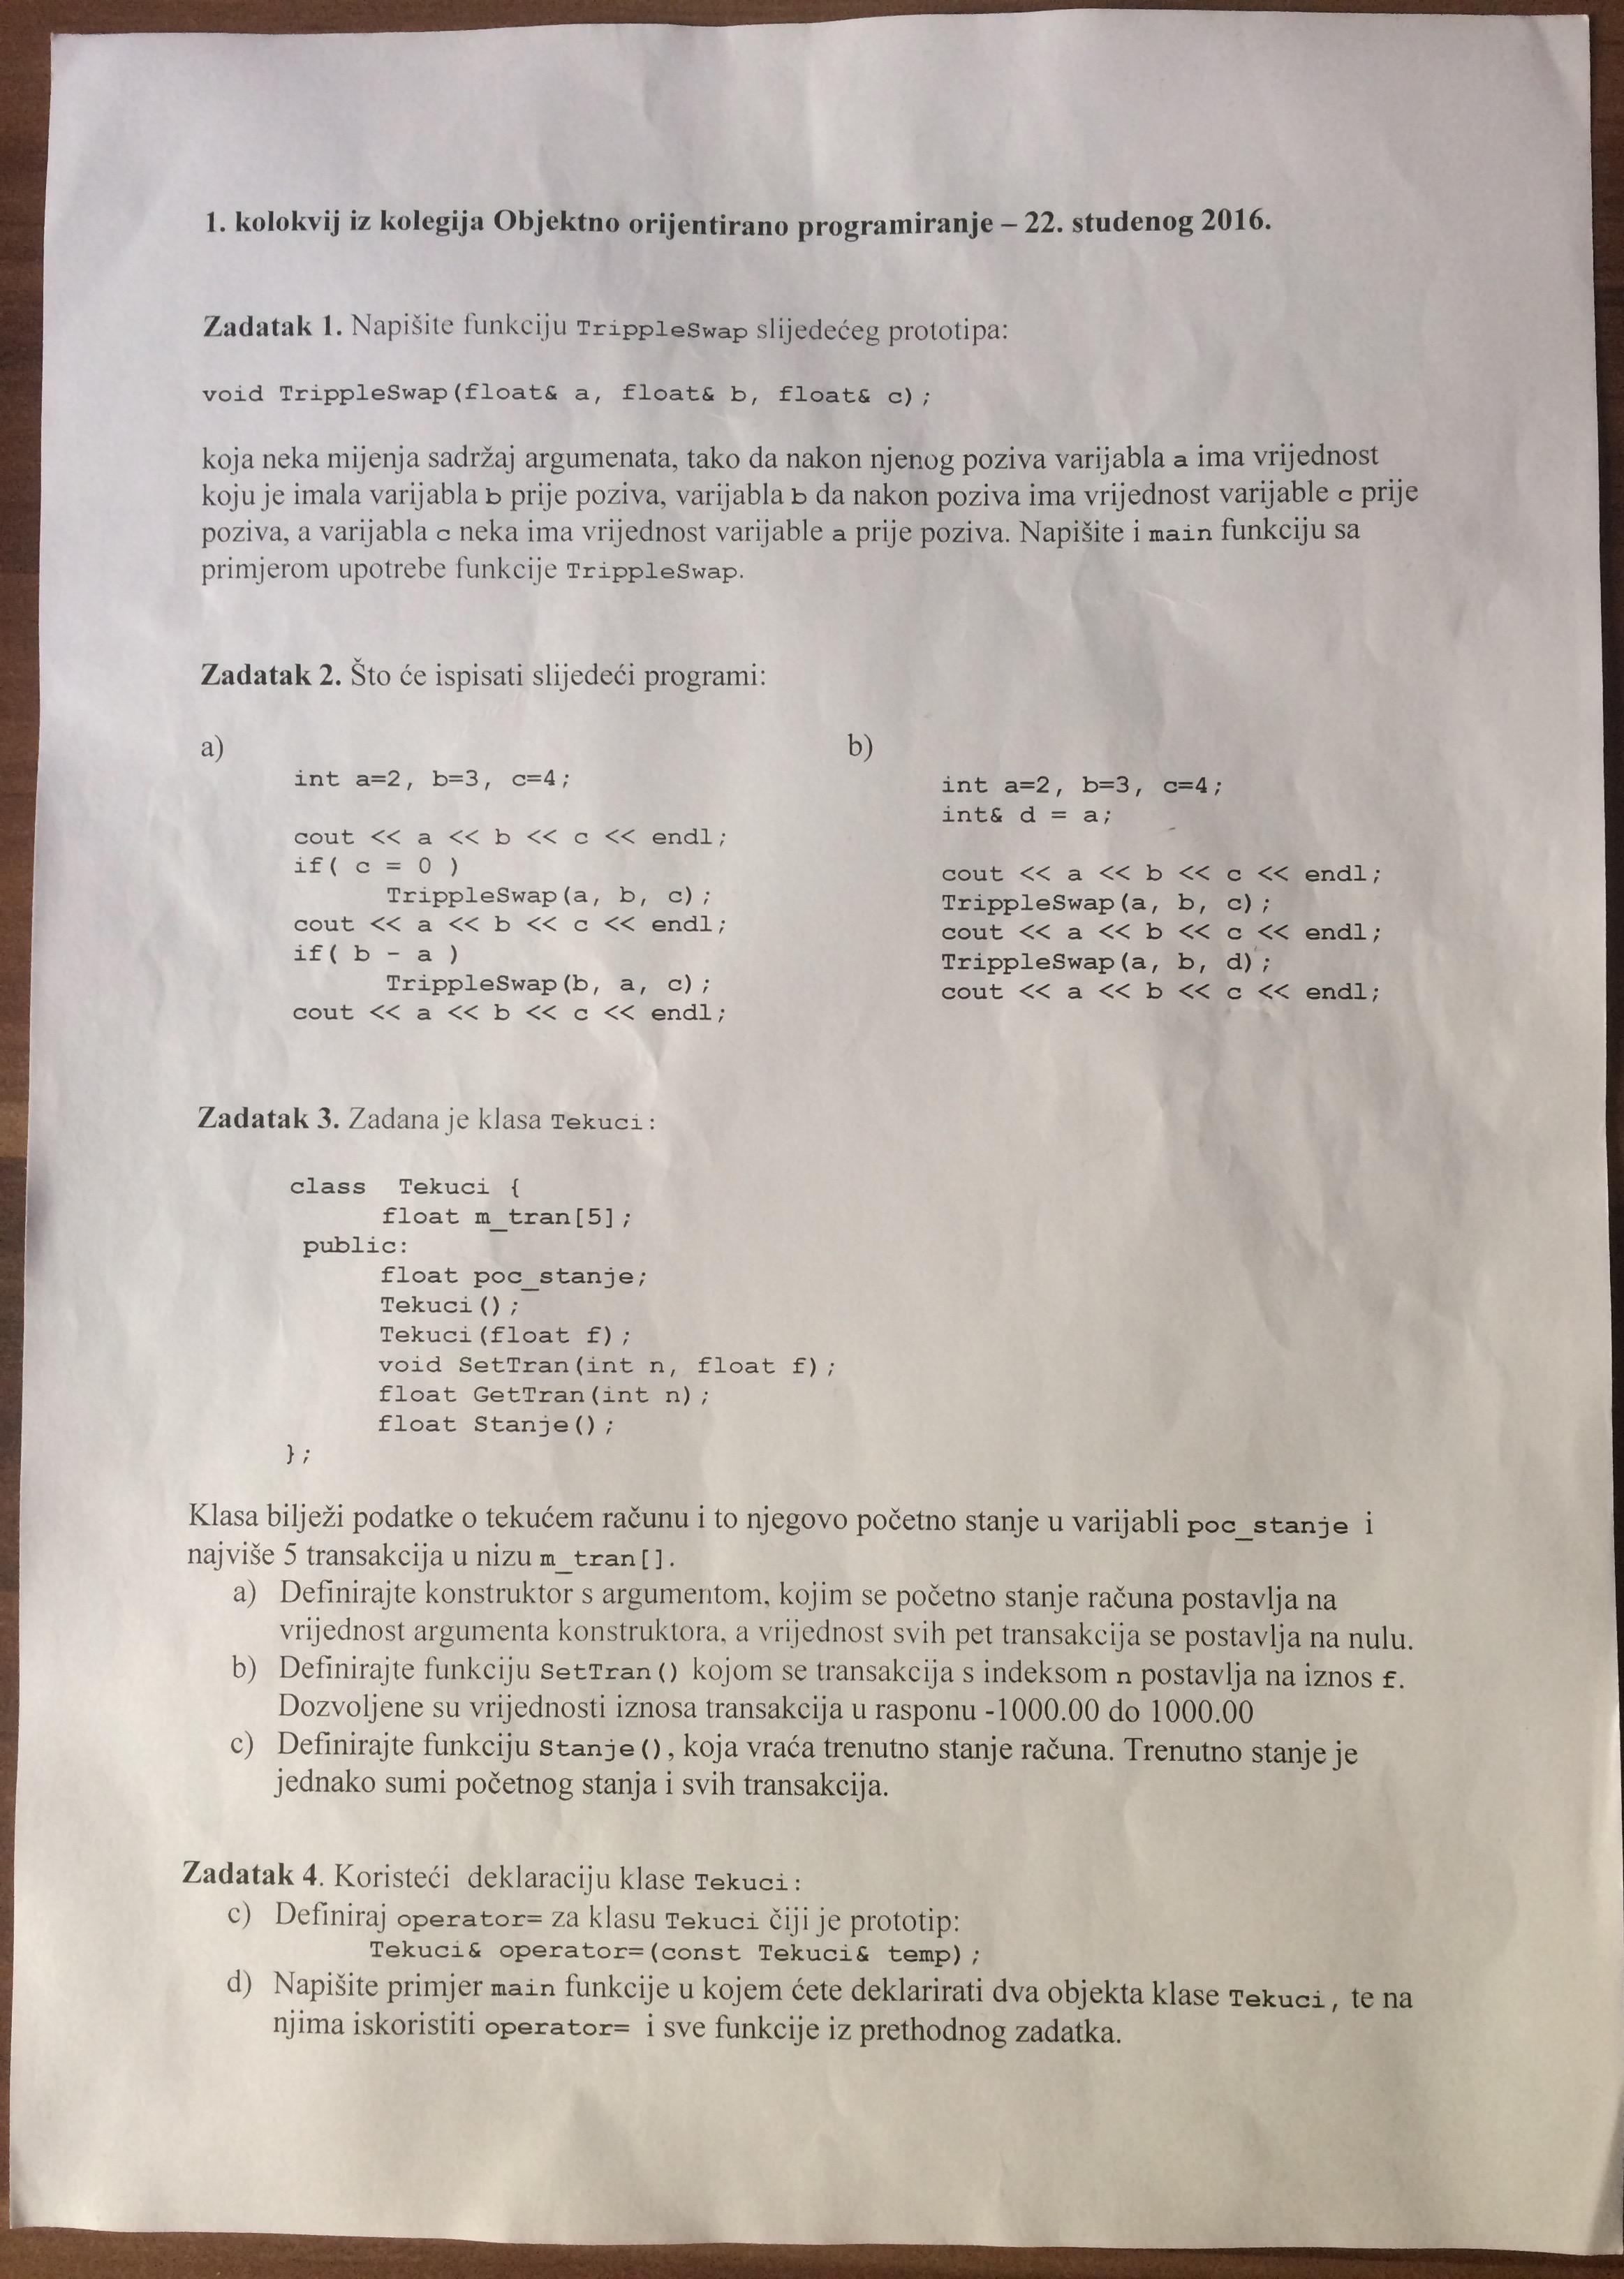 1. kolokvij iz kolegija Objektno orijentirano programiranje – 22. studenog 2016.
Zadatak 1. Napišite funkciju TrippleSwap slijedećeg prototipa:
void TrippleSwap(float& a, float& b, float& c);
koja neka mijenja sadržaj argumenata, tako da nakon njenog poziva varijabla a ima vrijednost
koju je imala varijabla b prije poziva, varijabla b da nakon poziva ima vrijednost varijable c prije
poziva, a varijabla c neka ima vrijednost varijable a prije poziva. Napišite i main funkciju sa
primjerom upotrebe funkcije TrippleSwap.
Zadatak 2. Što će ispisati slijedeći programi:
a)
int a=2, b=3, c=4;
cout << a << b << c << endl;
if( c = 0 )
TrippleSwap(a, b, c);
cout << a << b << c << endl;
if( b - a )
TrippleSwap(b, a, c);
cout << a << b << c << endl;
b)
int a=2, b=3, c=4;
int& d = a;
cout << a << b << c << endl;
TrippleSwap(a, b, c);
cout << a << b << c << endl;
TrippleSwap(a, b, d);
cout << a << b << c << endl;
Zadatak 3. Zadana je klasa Tekuci:
class Tekuci {
float m_tran[5];
public:
float poc_stanje;
Tekuci();
Tekuci(float f);
void SetTran(int n, float f);
float GetTran(int n);
float Stanje();
};
Klasa bilježi podatke o tekućem računu i to njegovo početno stanje u varijabli poc_stanje i
najviše 5 transakcija u nizu m_tran[].
a) Definirajte konstruktor s argumentom, kojim se početno stanje računa postavlja na
vrijednost argumenta konstruktora, a vrijednost svih pet transakcija se postavlja na nulu.
b) Definirajte funkciju SetTran() kojom se transakcija s indeksom n postavlja na iznos f.
Dozvoljene su vrijednosti iznosa transakcija u rasponu -1000.00 do 1000.00
c) Definirajte funkciju Stanje(), koja vraća trenutno stanje računa. Trenutno stanje je
jednako sumi početnog stanja i svih transakcija.
Zadatak 4. Koristeći deklaraciju klase Tekuci:
c) Definiraj operator= za klasu Tekuci čiji je prototip:
Tekuci& operator=(const Tekuci& temp);
d) Napišite primjer main funkcije u kojem ćete deklarirati dva objekta klase Tekuci, te na
njima iskoristiti operator= i sve funkcije iz prethodnog zadatka.